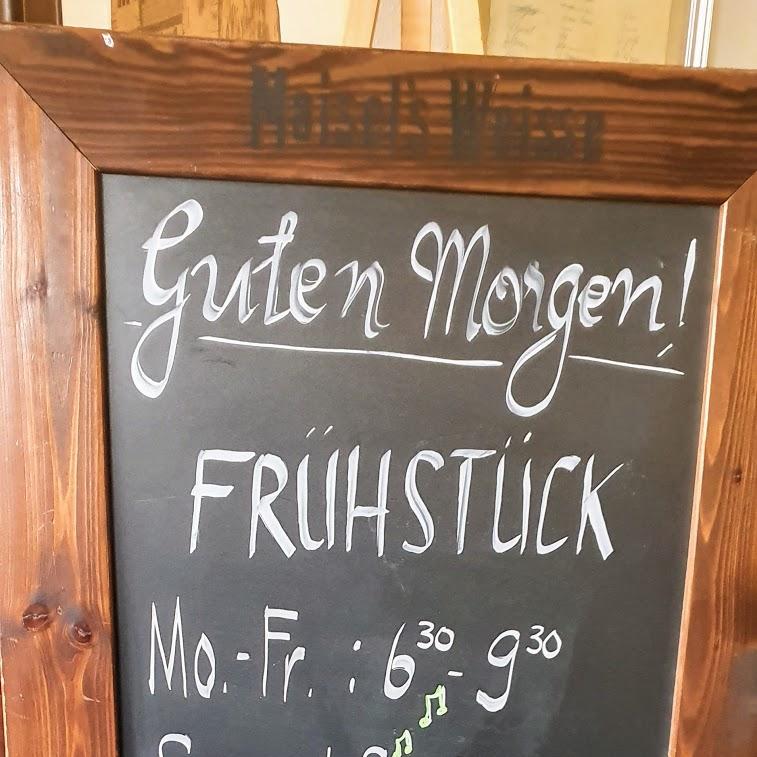 Maisel's Weisse
Guten Morgen!
FRÜHSTÜCK
Mo.-Fr. : 6³⁰ - 9³⁰